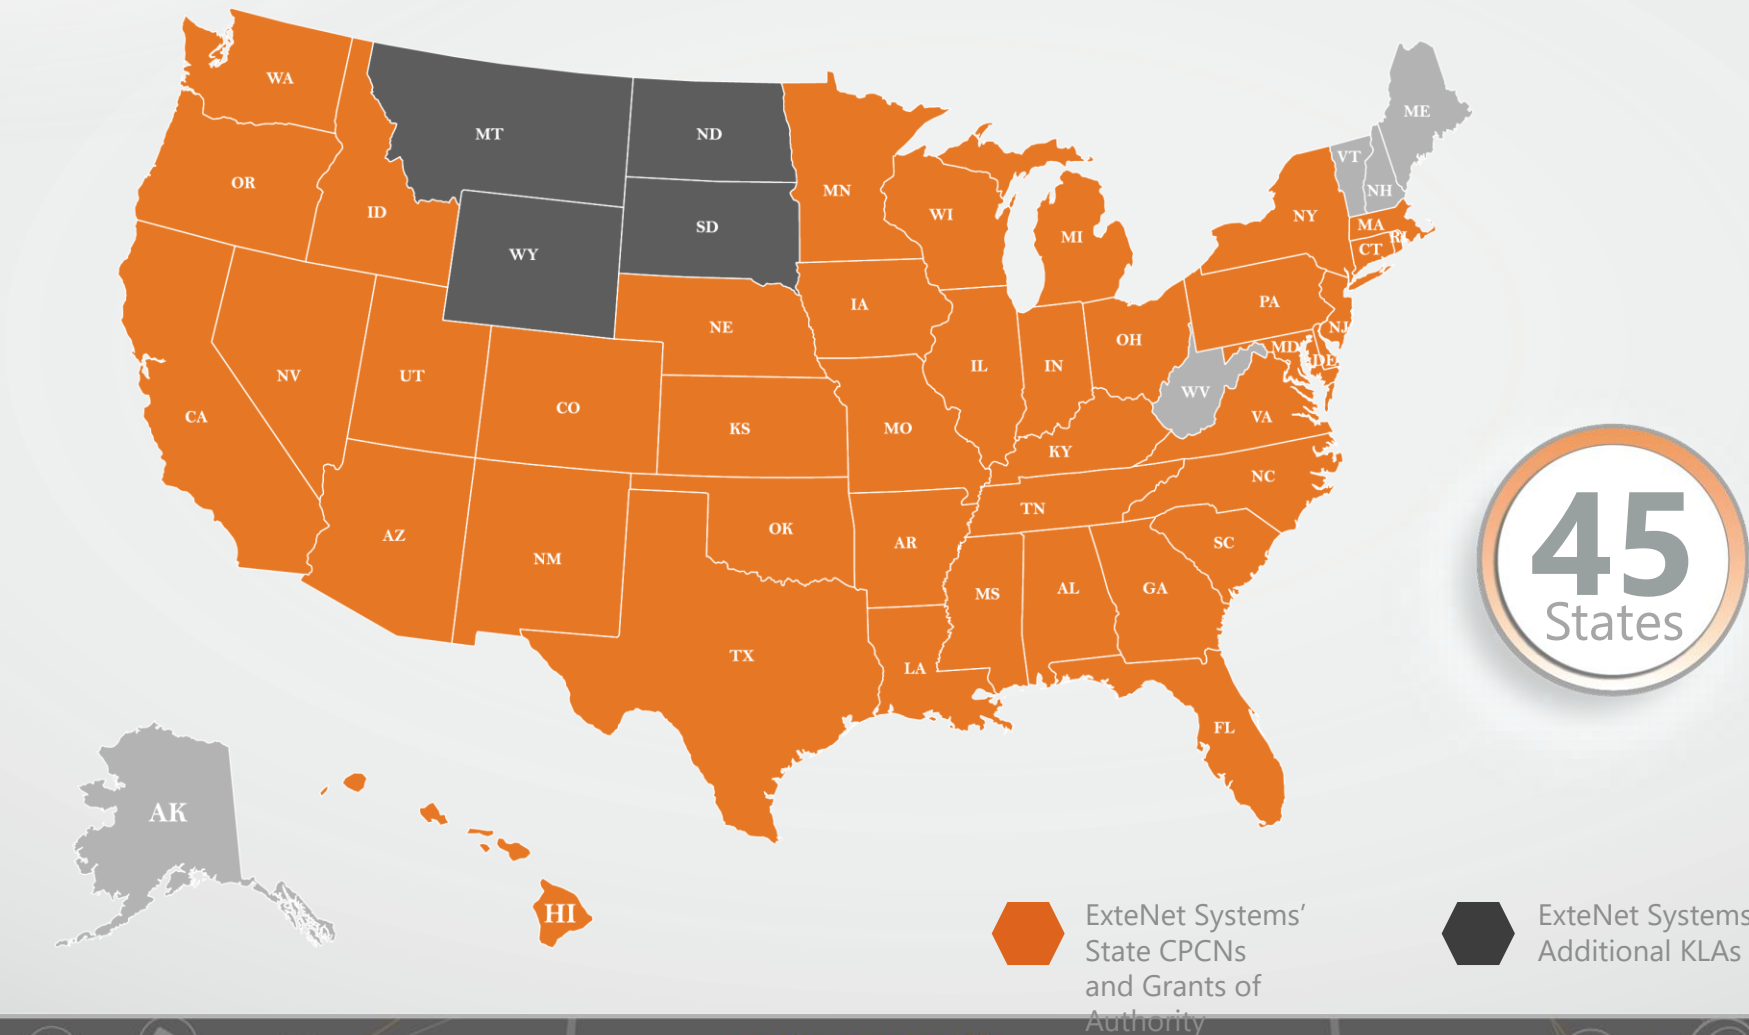 WA
MT
ND
ME
MN
VT
OR
NH
ID
WI
NY
MA
SD
MI
RI
CT
WY
PA
IA
NE
NJ
OH
MD
DE
IL
IN
NV
UT
WV
CO
CA
VA
KS
MO
KY
NC
TN
OK
AZ
AR
SC
NM
MS
AL
GA
45
States
TX
LA
FL
AK
HI
ExteNet Systems’
State CPCNs
and Grants of
Authority
ExteNet Systems
Additional KLAs